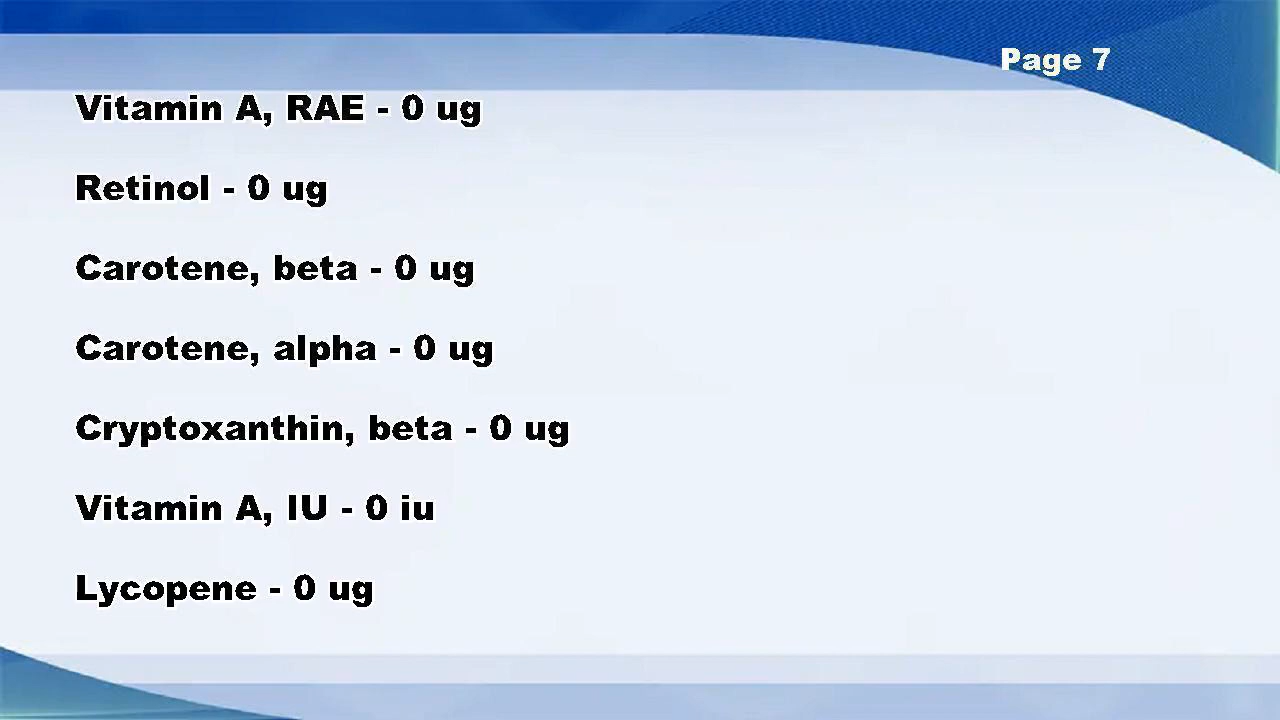 Page 7
Vitamin A, RAE - 0 ug
Retinol - 0 ug
Carotene, beta - 0 ug
Carotene, alpha - 0 ug
Cryptoxanthin, beta - 0 ug
Vitamin A, IU - 0 iu
Lycopene - 0 ug